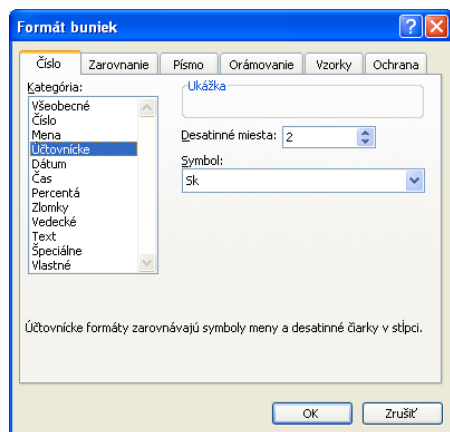 Formát buniek
Číslo Zarovnanie Písmo Orámovanie Vzorky Ochrana
Kategória:
Všeobecné
Číslo
Mena
Účtovnícke
Dátum
Čas
Percentá
Zlomky
Vedecké
Text
Špeciálne
Vlastné
Ukážka
Desatinné miesta: 2
Symbol:
Sk
Účtovnícke formáty zarovnávajú symboly meny a desatinné čiarky v stĺpci.
OK Zrušiť